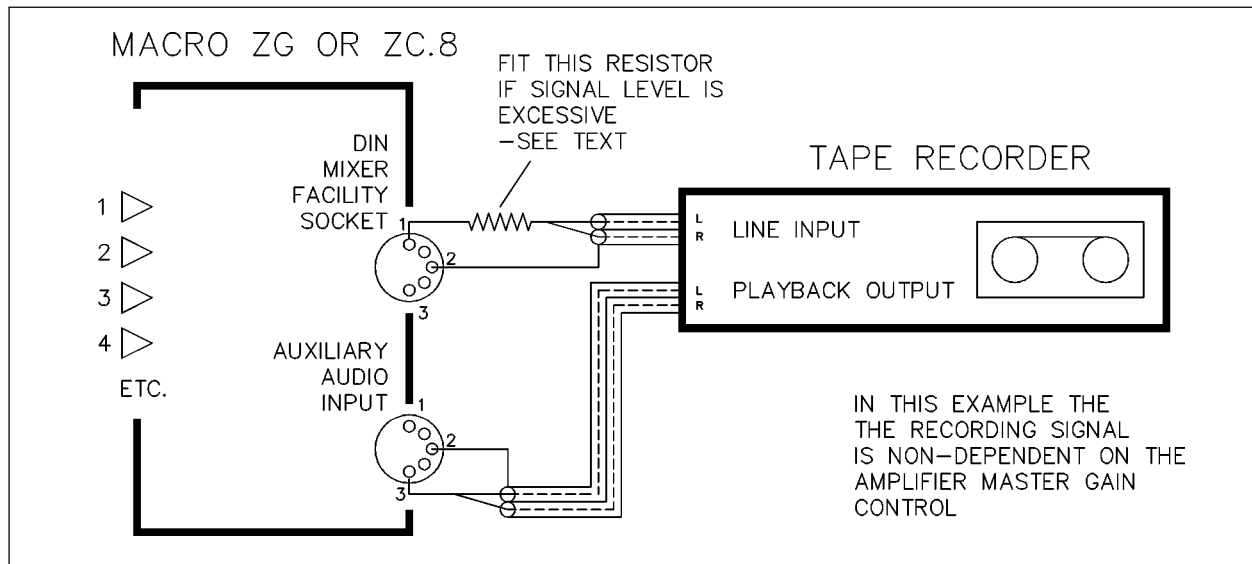 MACRO ZG OR ZC.8
FIT THIS RESISTOR
IF SIGNAL LEVEL IS
EXCESSIVE
-SEE TEXT
DIN
MIXER
FACILITY
SOCKET
1
2
3
TAPE RECORDER
L
R
LINE INPUT
L
R
PLAYBACK OUTPUT
1
2
3
4
ETC.
AUXILIARY
AUDIO
INPUT
1
2
3
IN THIS EXAMPLE THE
THE RECORDING SIGNAL
IS NON-DEPENDENT ON THE
AMPLIFIER MASTER GAIN
CONTROL